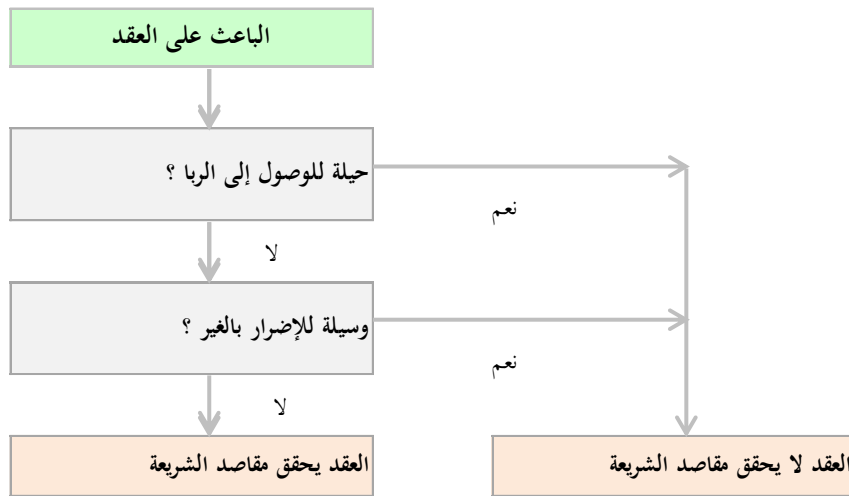 الباعث على العقد
حيلة للوصول إلى الربا ؟
نعم
لا
وسيلة للإضرار بالغير ؟
نعم
لا
العقد لا يحقق مقاصد الشريعة
العقد يحقق مقاصد الشريعة